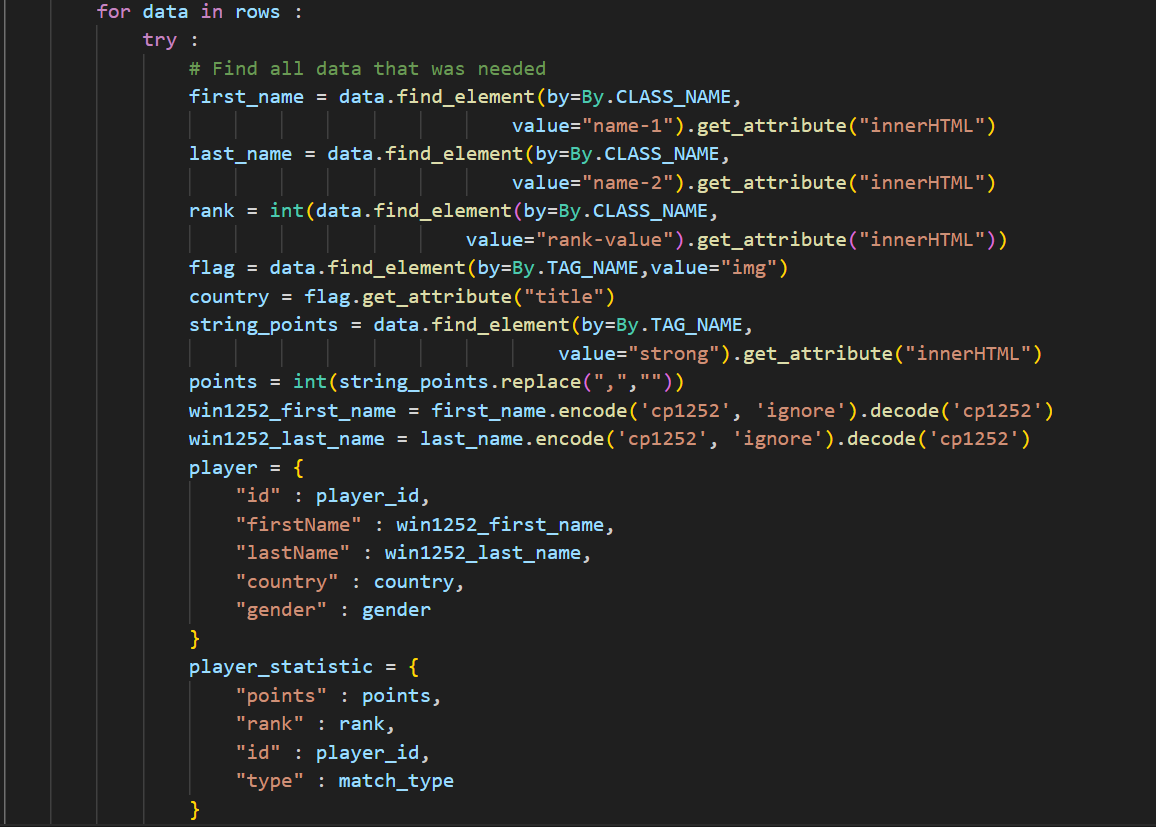 for data in rows :
try :
# Find all data that was needed
first_name = data.find_element(by=By.CLASS_NAME,
value="name-1").get_attribute("innerHTML")
last_name = data.find_element(by=By.CLASS_NAME,
value="name-2").get_attribute("innerHTML")
rank = int(data.find_element(by=By.CLASS_NAME,
value="rank-value").get_attribute("innerHTML"))
flag = data.find_element(by=By.TAG_NAME,value="img")
country = flag.get_attribute("title")
string_points = data.find_element(by=By.TAG_NAME,
value="strong").get_attribute("innerHTML")
points = int(string_points.replace(",",""))
win1252_first_name = first_name.encode('cp1252', 'ignore').decode('cp1252')
win1252_last_name = last_name.encode('cp1252', 'ignore').decode('cp1252')
player = {
"id" : player_id,
"firstName" : win1252_first_name,
"lastName" : win1252_last_name,
"country" : country,
"gender" : gender
}
player_statistic = {
"points" : points,
"rank" : rank,
"id" : player_id,
"type" : match_type
}